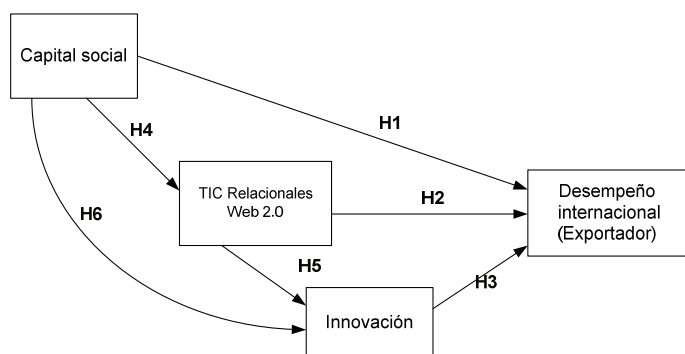 Capital social
H1
H4
TIC Relacionales
Web 2.0
H2
Desempeño
internacional
(Exportador)
H6
H5
H3
Innovación